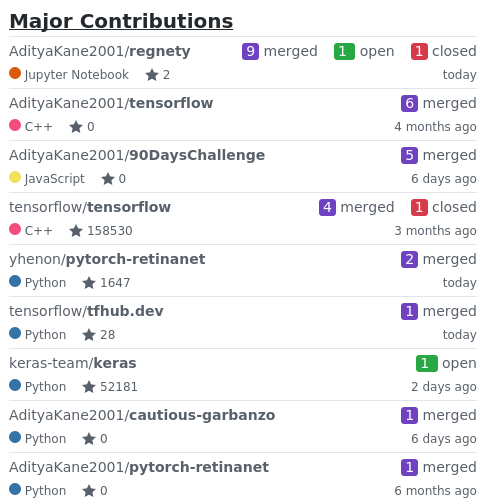 Major Contributions
AdityaKane2001/regnety 9 merged 1 open 1 closed
Jupyter Notebook 2 today
AdityaKane2001/tensorflow 6 merged
C++ 0 4 months ago
AdityaKane2001/90DaysChallenge 5 merged
JavaScript 0 6 days ago
tensorflow/tensorflow 4 merged 1 closed
C++ 158530 3 months ago
yhenon/pytorch-retinanet 2 merged
Python 1647 today
tensorflow/tfhub.dev 1 merged
Python 28 today
keras-team/keras 1 open
Python 52181 2 days ago
AdityaKane2001/cautious-garbanzo 1 merged
Python 0 6 days ago
AdityaKane2001/pytorch-retinanet 1 merged
Python 0 6 months ago